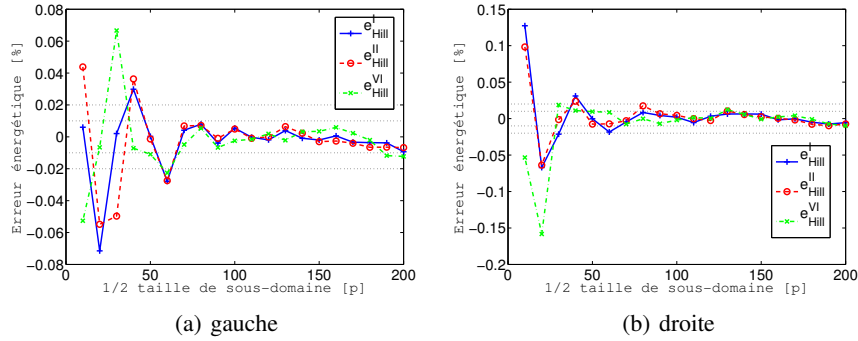 0.08
0.06
0.04
0.02
0
−0.02
−0.04
−0.06
−0.08
0 50 100 150 200
Erreur énergétique [%]
1/2 taille de sous-domaine [p]
e^I_Hill
e^II_Hill
e^VI_Hill
(a) gauche
0.15
0.1
0.05
0
−0.05
−0.1
−0.15
−0.2
0 50 100 150 200
Erreur énergétique [%]
1/2 taille de sous-domaine [p]
e^I_Hill
e^II_Hill
e^VI_Hill
(b) droite